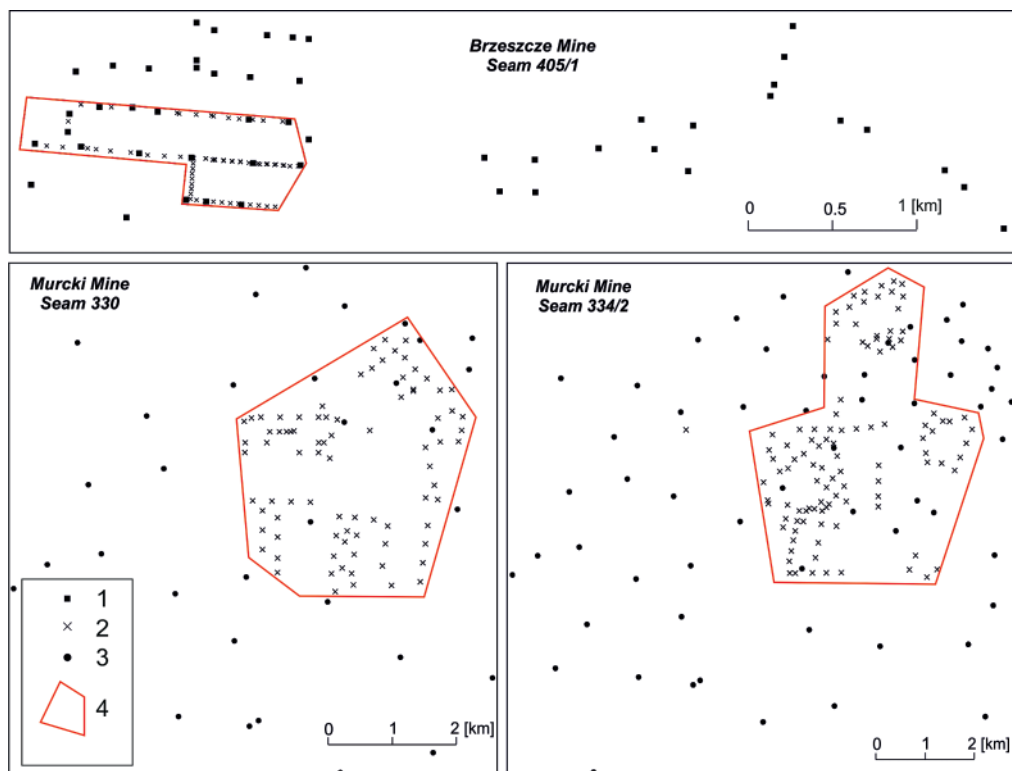 Brzeszcze Mine
Seam 405/1
0 0.5 1 [km]
Murcki Mine
Seam 330
1
2
3
4
0 1 2 [km]
Murcki Mine
Seam 334/2
0 1 2 [km]